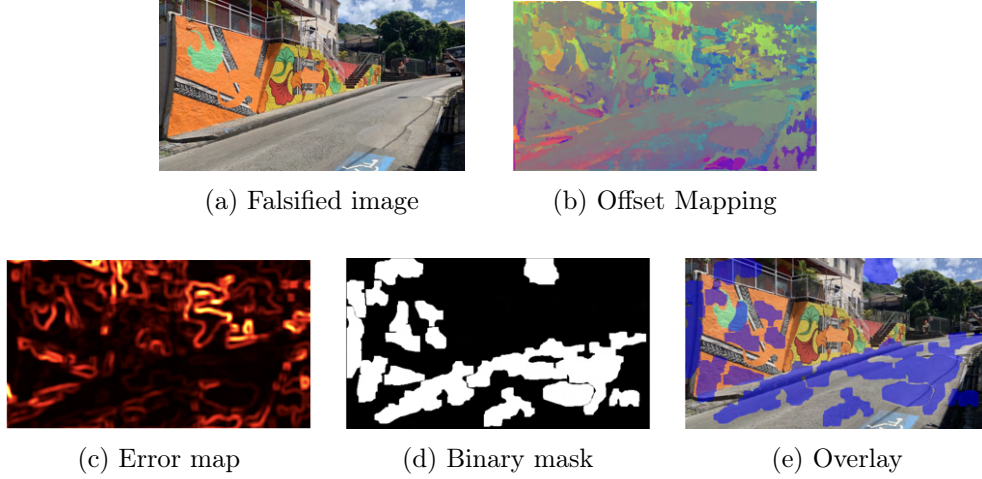 (a) Falsified image
(b) Offset Mapping
(c) Error map
(d) Binary mask
(e) Overlay